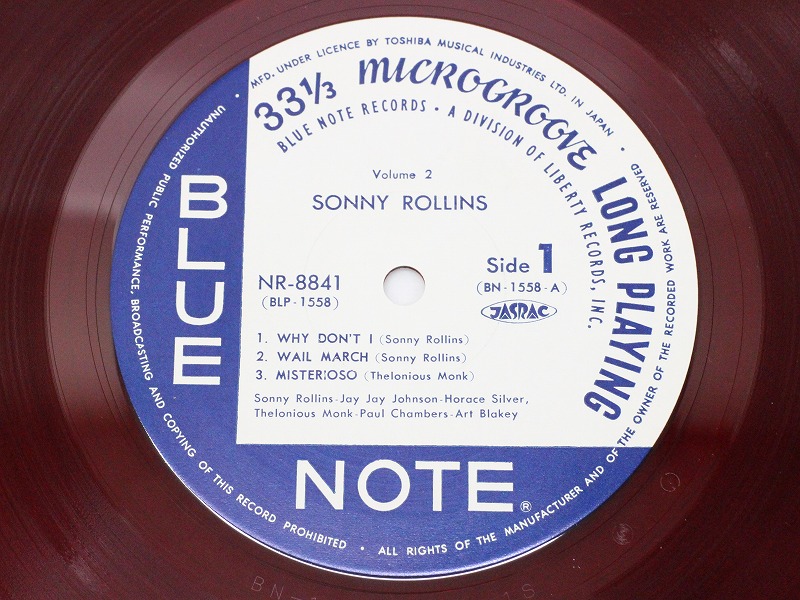 MFD. UNDER LICENCE BY TOSHIBA MUSICAL INDUSTRIES LTD. IN JAPAN •
33⅓ MICROGROOVE LONG PLAYING
BLUE NOTE RECORDS • A DIVISION OF LIBERTY RECORDS, INC.
Volume 2
SONNY ROLLINS
NR-8841
(BLP-1558)
Side 1
(BN-1558-A)
JASRAC
1. WHY DON'T I (Sonny Rollins)
2. WAIL MARCH (Sonny Rollins)
3. MISTERIOSO (Thelonious Monk)
Sonny Rollins-Jay Jay Johnson-Horace Silver,
Thelonious Monk-Paul Chambers-Art Blakey
BLUE
NOTE®
• UNAUTHORIZED PUBLIC PERFORMANCE, BROADCASTING AND COPYING OF THIS RECORD PROHIBITED • ALL RIGHTS OF THE MANUFACTURER AND OF THE OWNER OF THE RECORDED WORK ARE RESERVED